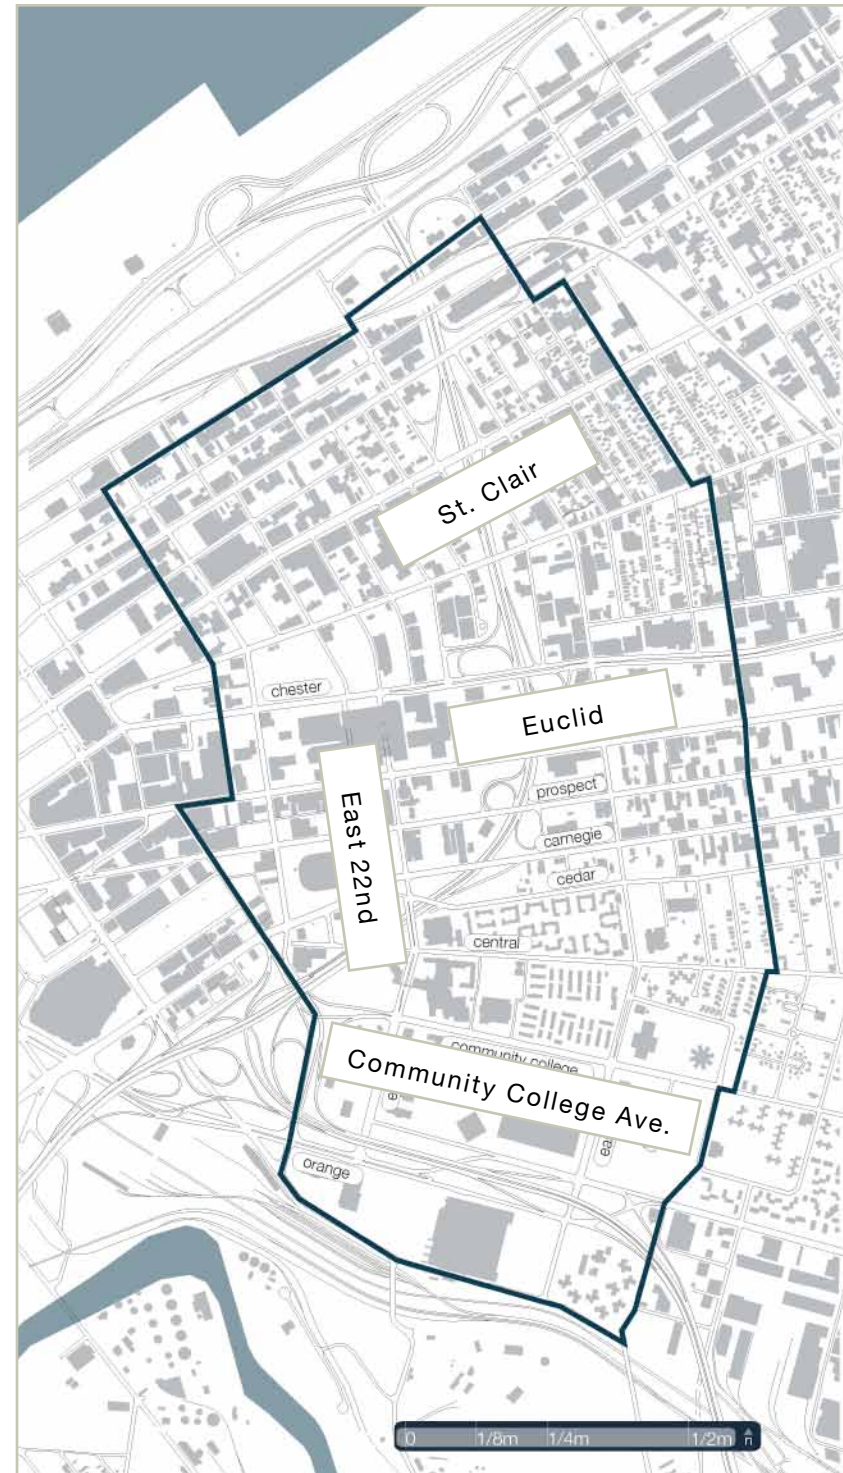 St. Clair
chester
Euclid
East 22nd
prospect
carnegie
cedar
central
community college
Community College Ave.
orange
0 1/8m 1/4m 1/2m n